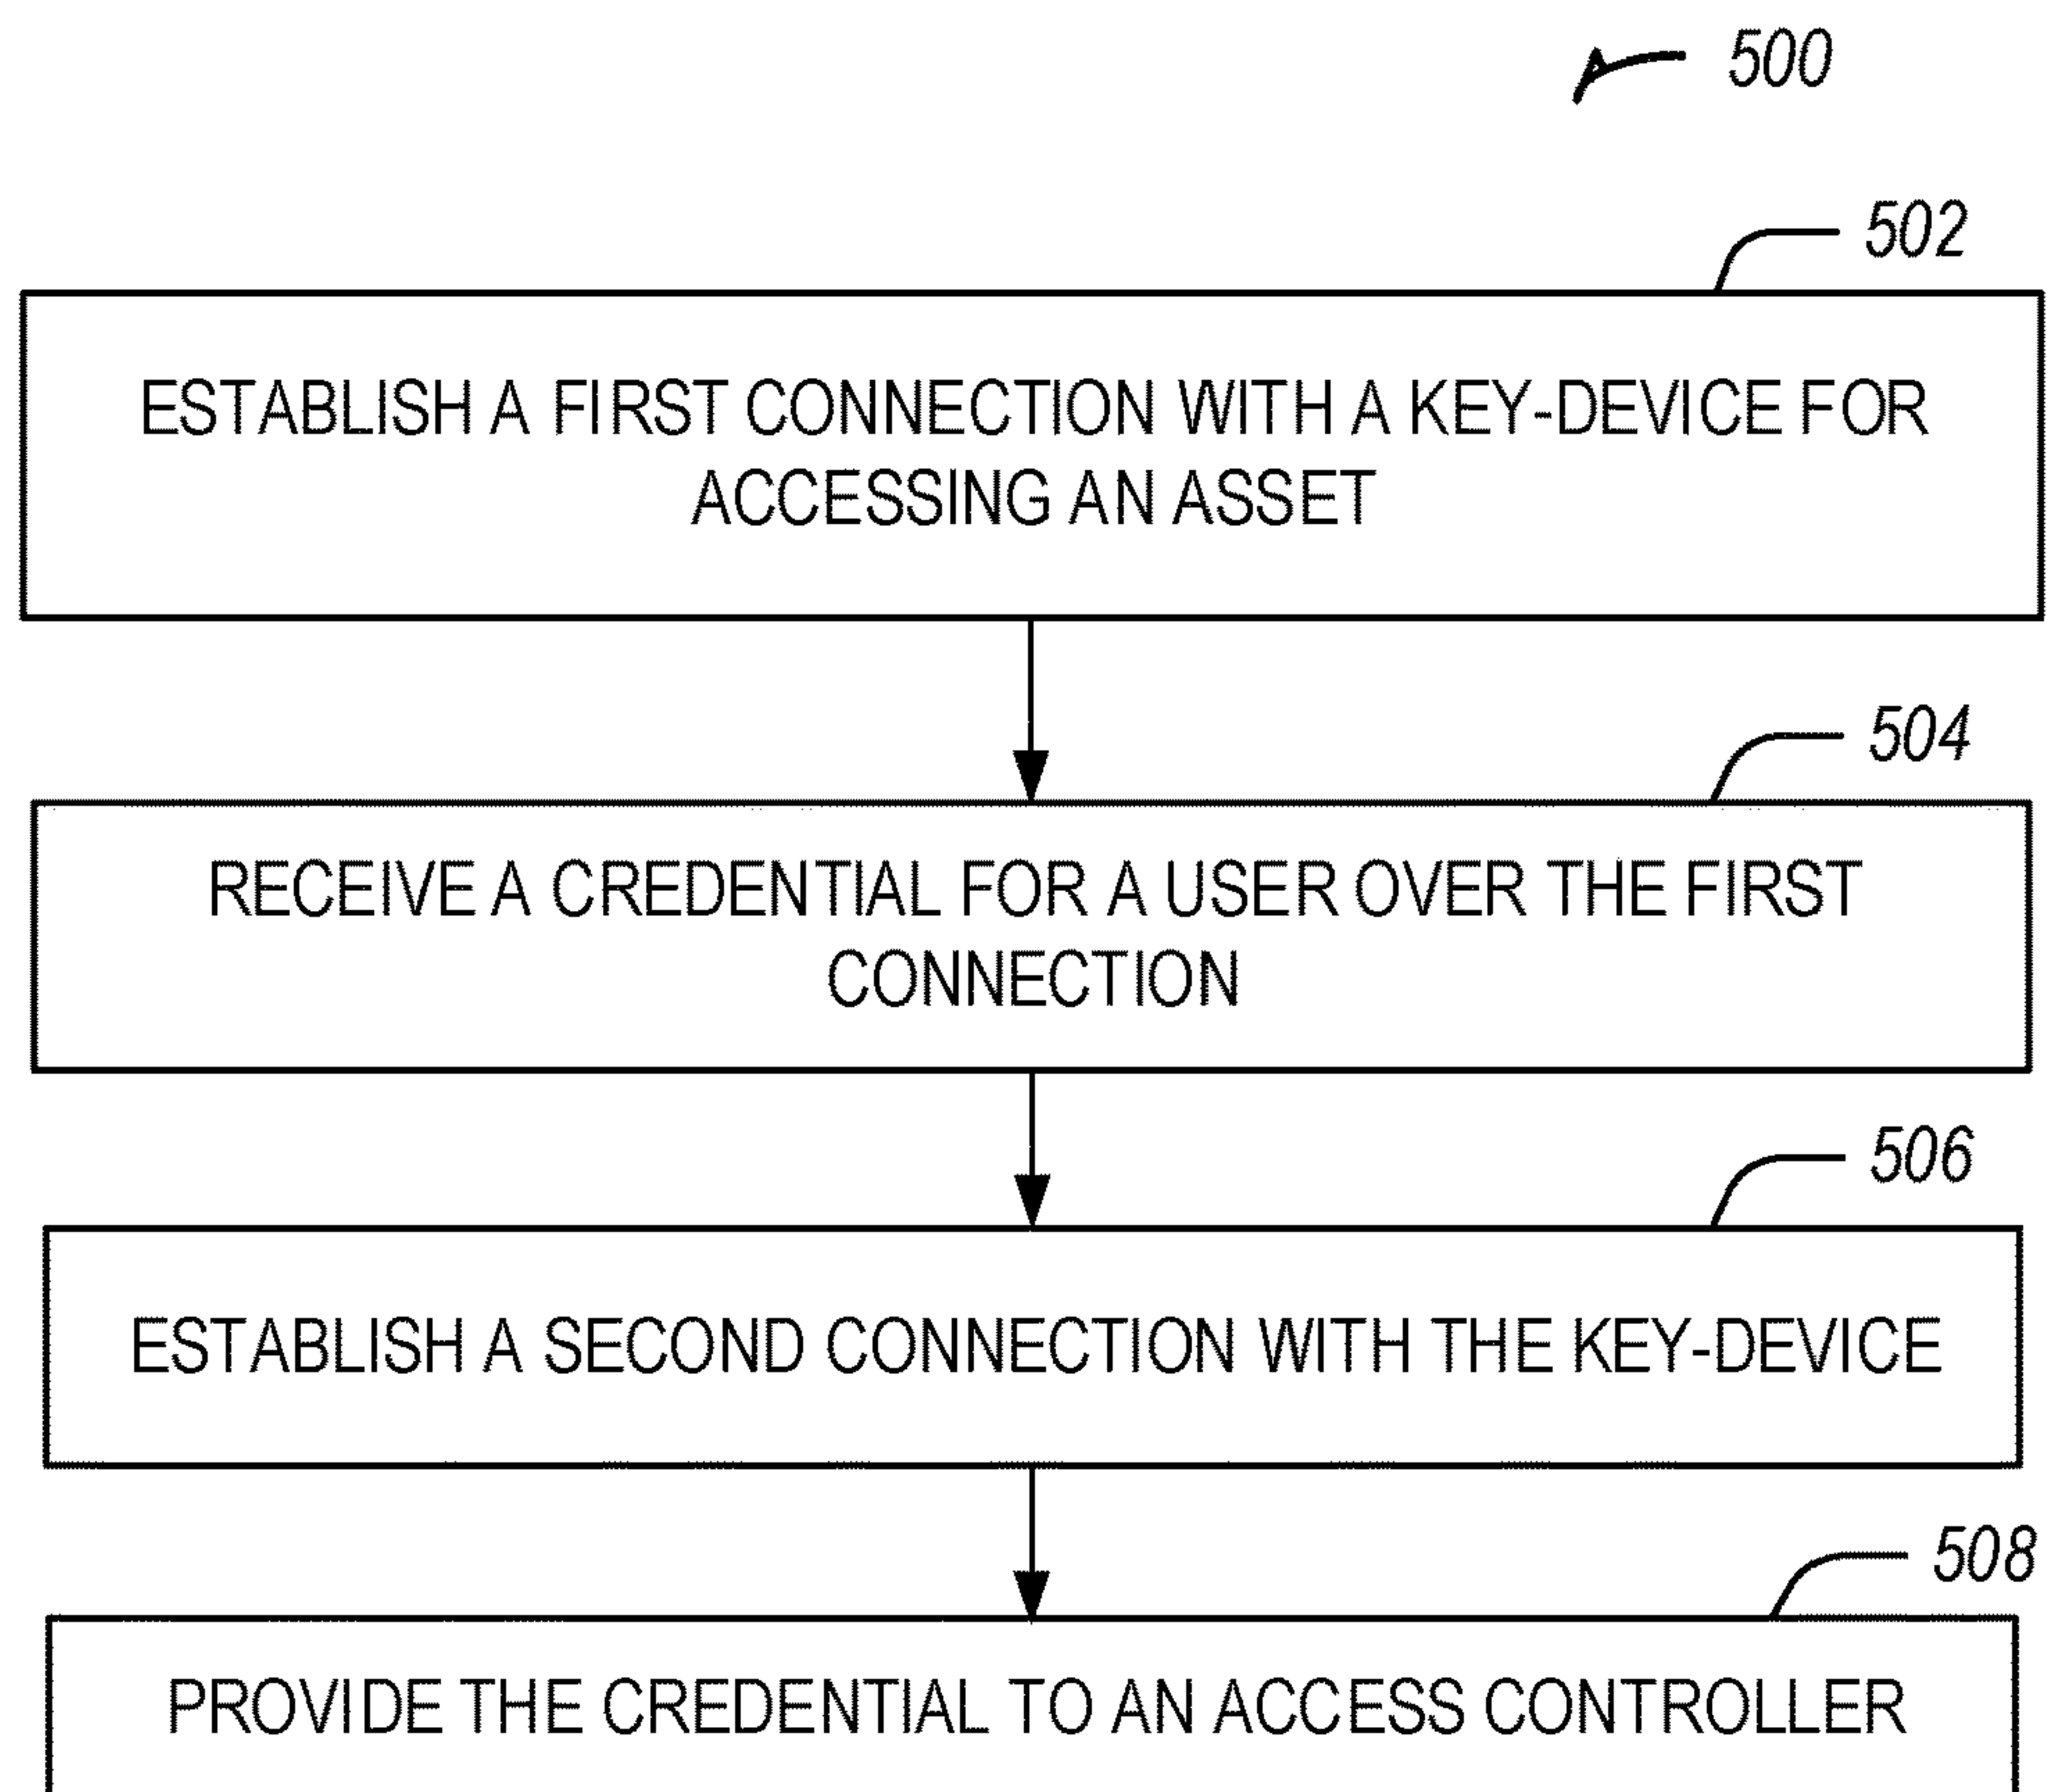 500
502
ESTABLISH A FIRST CONNECTION WITH A KEY-DEVICE FOR
ACCESSING AN ASSET
504
RECEIVE A CREDENTIAL FOR A USER OVER THE FIRST
CONNECTION
506
ESTABLISH A SECOND CONNECTION WITH THE KEY-DEVICE
508
PROVIDE THE CREDENTIAL TO AN ACCESS CONTROLLER